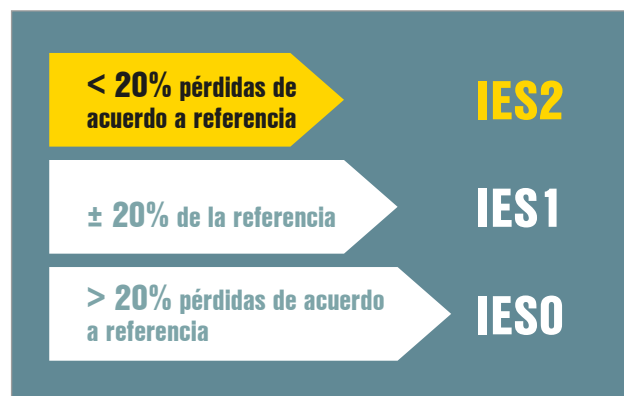 < 20% pérdidas de
acuerdo a referencia
IES2
± 20% de la referencia
IES1
> 20% pérdidas de acuerdo
a referencia
IES0